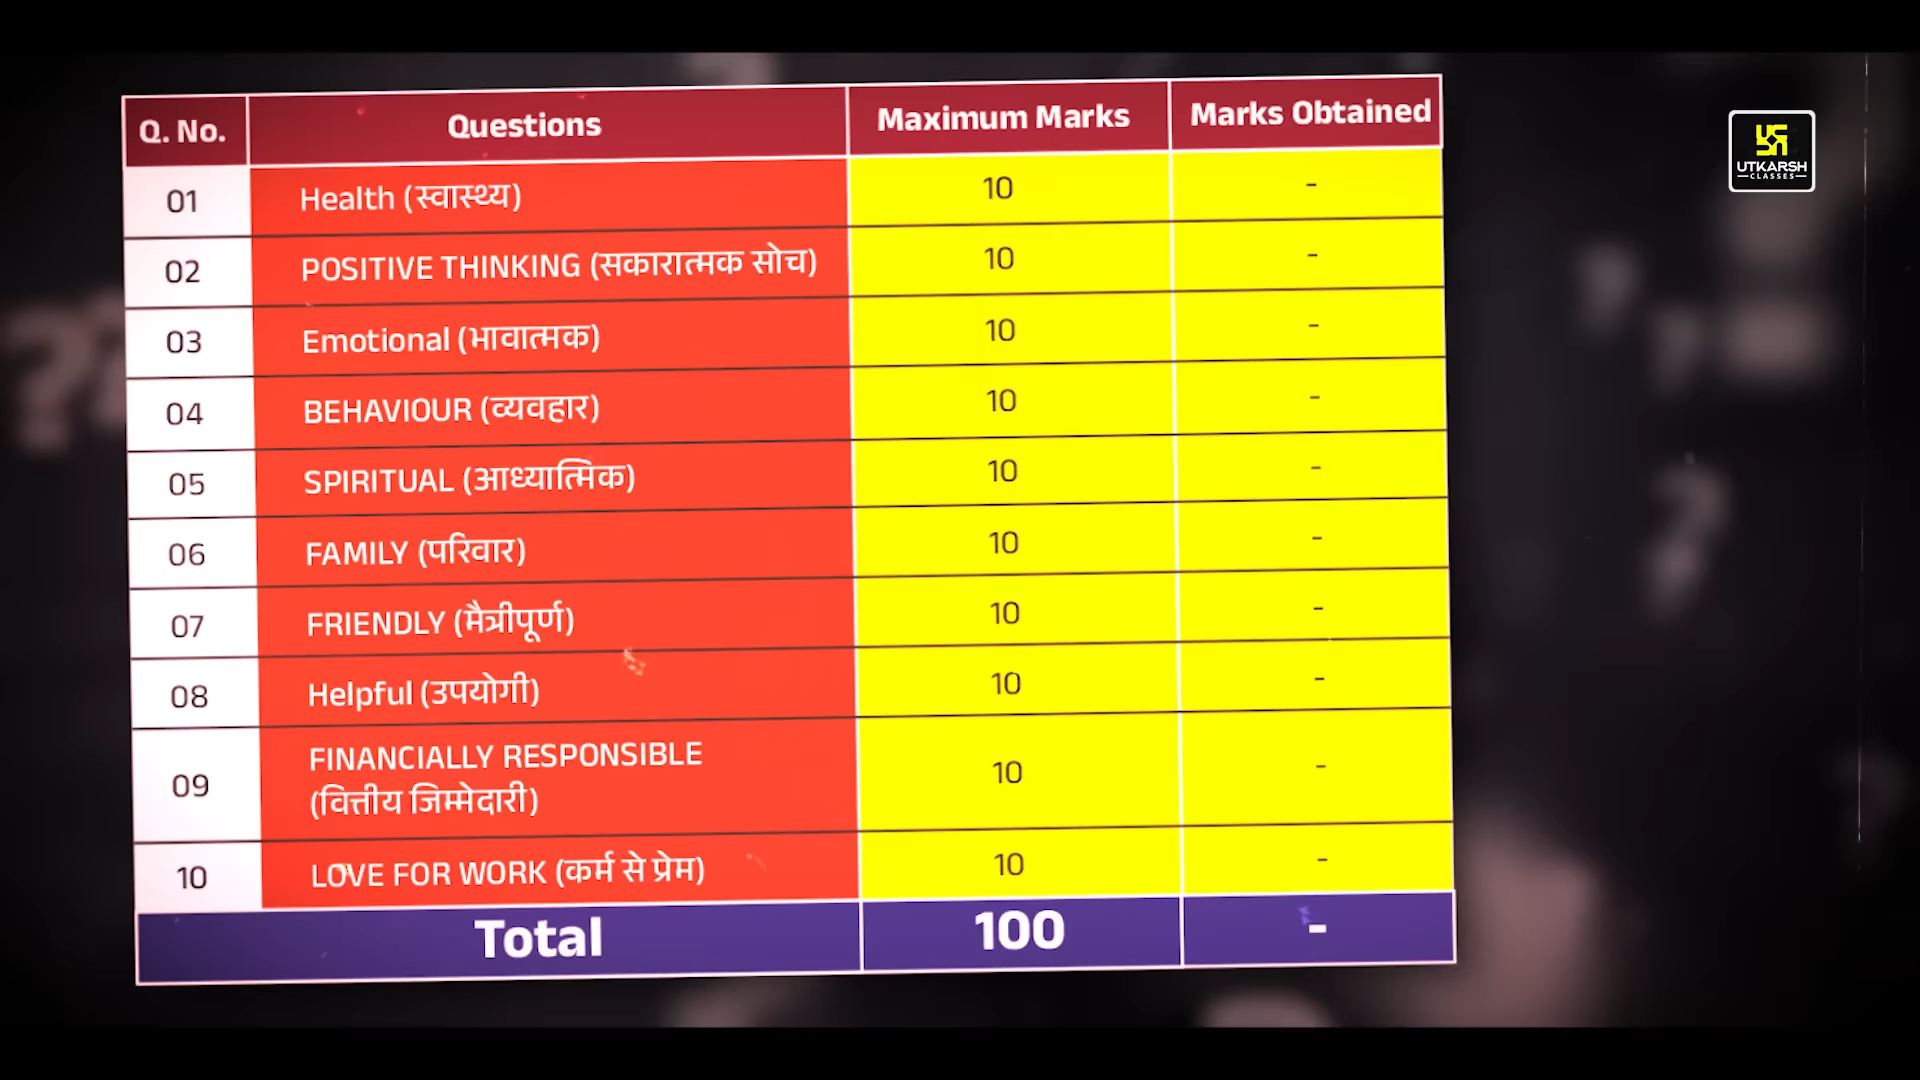 Q. No. Questions Maximum Marks Marks Obtained
01 Health (स्वास्थ्य) 10 -
02 POSITIVE THINKING (सकारात्मक सोच) 10 -
03 Emotional (भावात्मक) 10 -
04 BEHAVIOUR (व्यवहार) 10 -
05 SPIRITUAL (आध्यात्मिक) 10 -
06 FAMILY (परिवार) 10 -
07 FRIENDLY (मैत्रीपूर्ण) 10 -
08 Helpful (उपयोगी) 10 -
09 FINANCIALLY RESPONSIBLE 10 -
(वित्तीय जिम्मेदारी)
10 LOVE FOR WORK (कर्म से प्रेम) 10 -
Total 100 -
UTKARSH
CLASSES